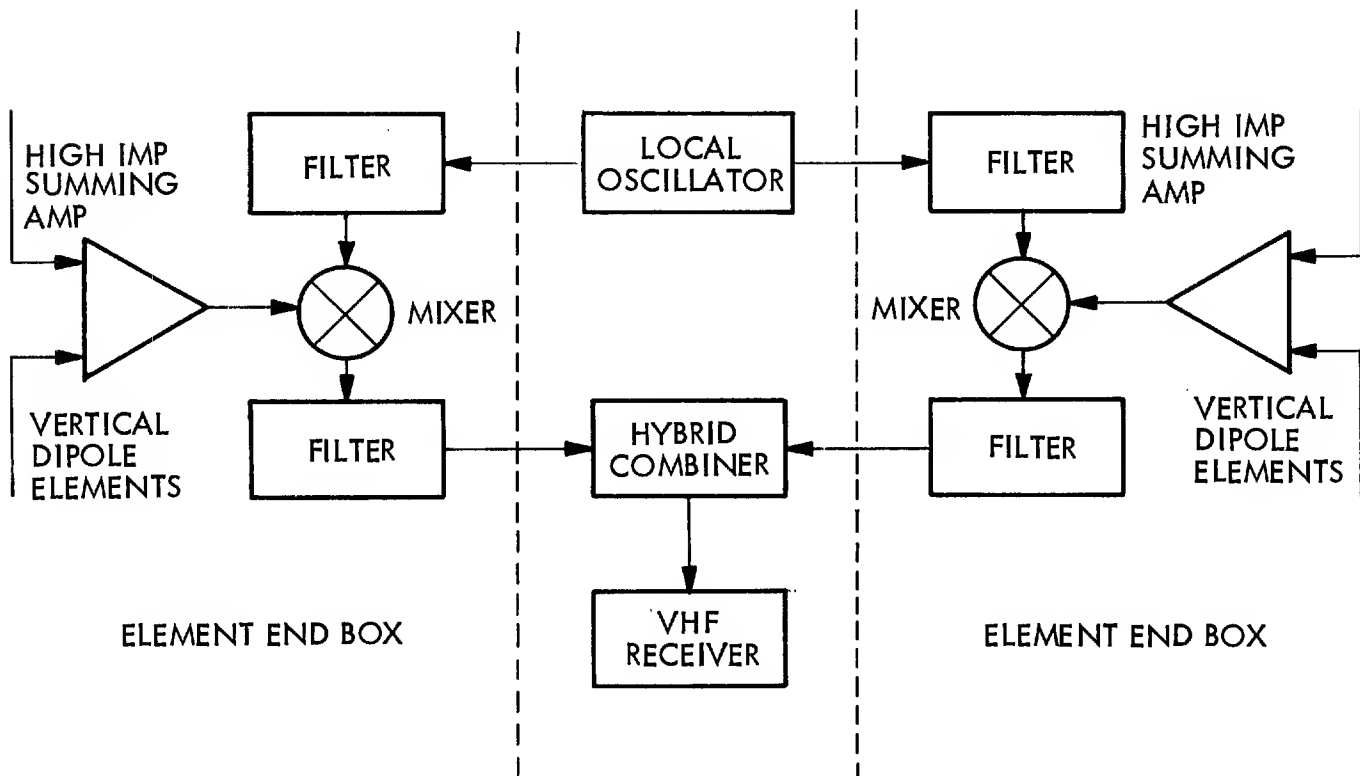 HIGH IMP
SUMMING
AMP
FILTER
LOCAL
OSCILLATOR
FILTER
HIGH IMP
SUMMING
AMP
MIXER
MIXER
VERTICAL
DIPOLE
ELEMENTS
FILTER
HYBRID
COMBINER
FILTER
VERTICAL
DIPOLE
ELEMENTS
ELEMENT END BOX
VHF
RECEIVER
ELEMENT END BOX